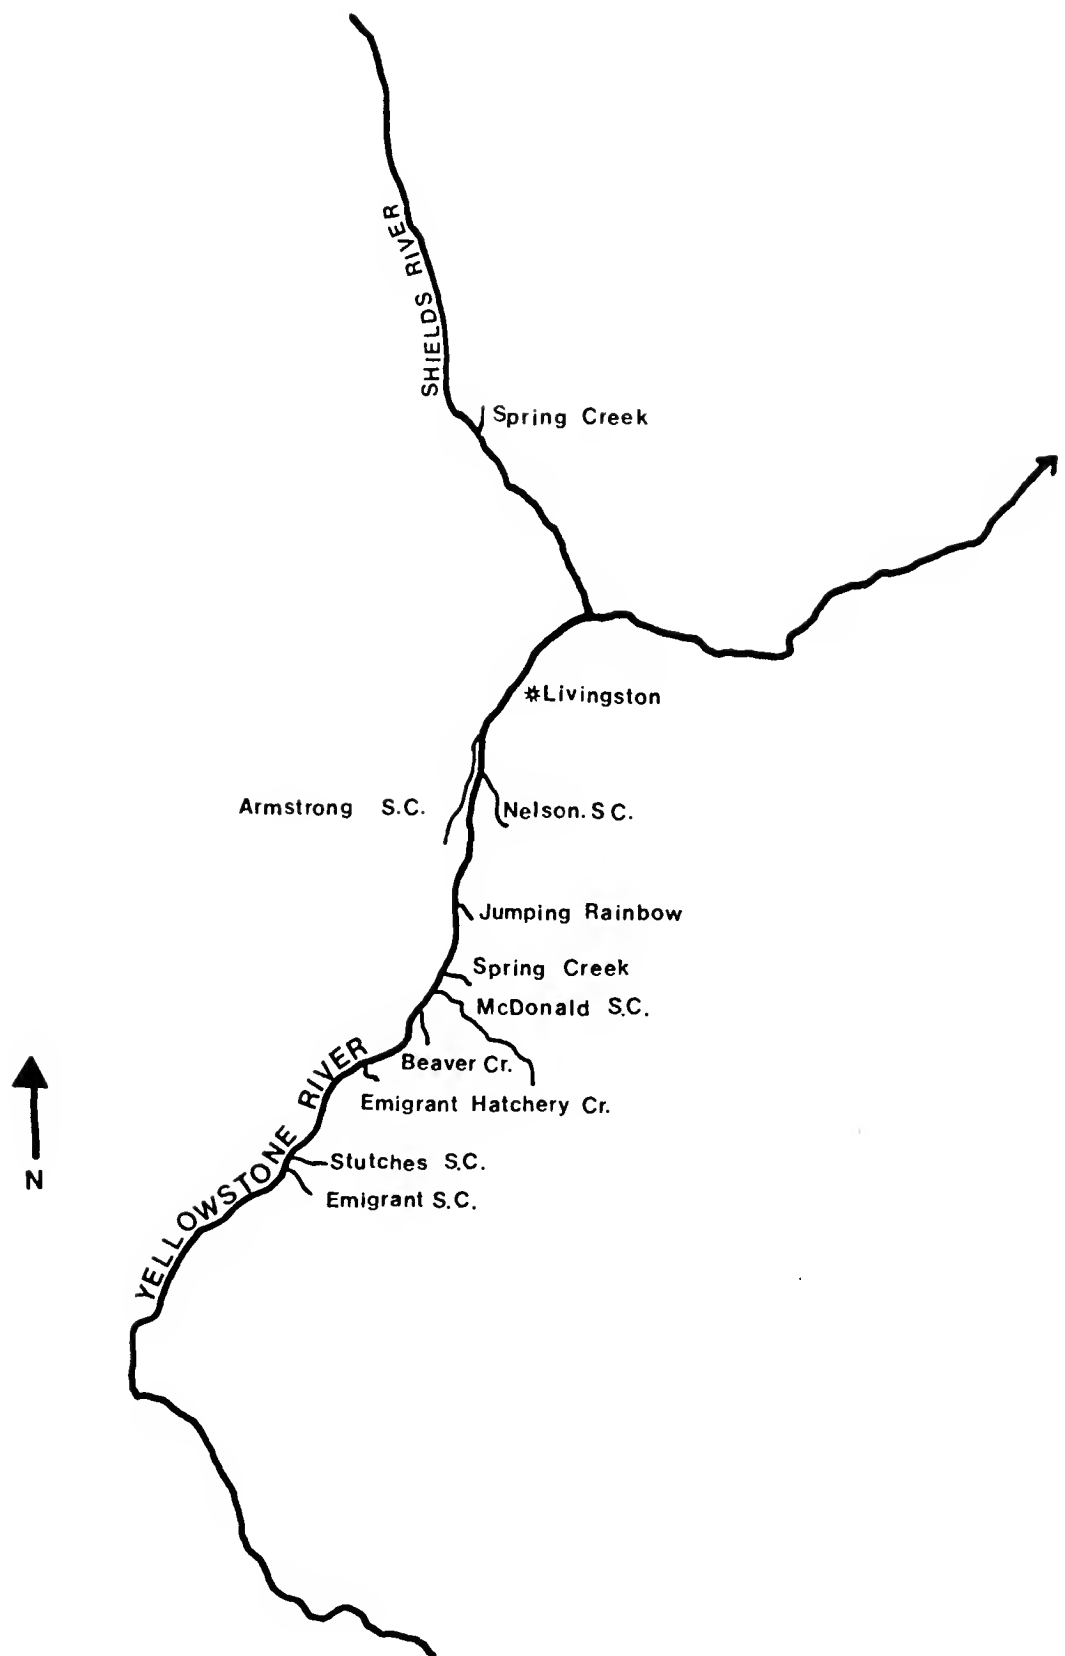 SHIELDS RIVER
Spring Creek
Livingston
Armstrong S.C.
Nelson. S C.
Jumping Rainbow
Spring Creek
McDonald S.C.
Beaver Cr.
Emigrant Hatchery Cr.
YELLOWSTONE RIVER
Stutches S.C.
N
Emigrant S.C.